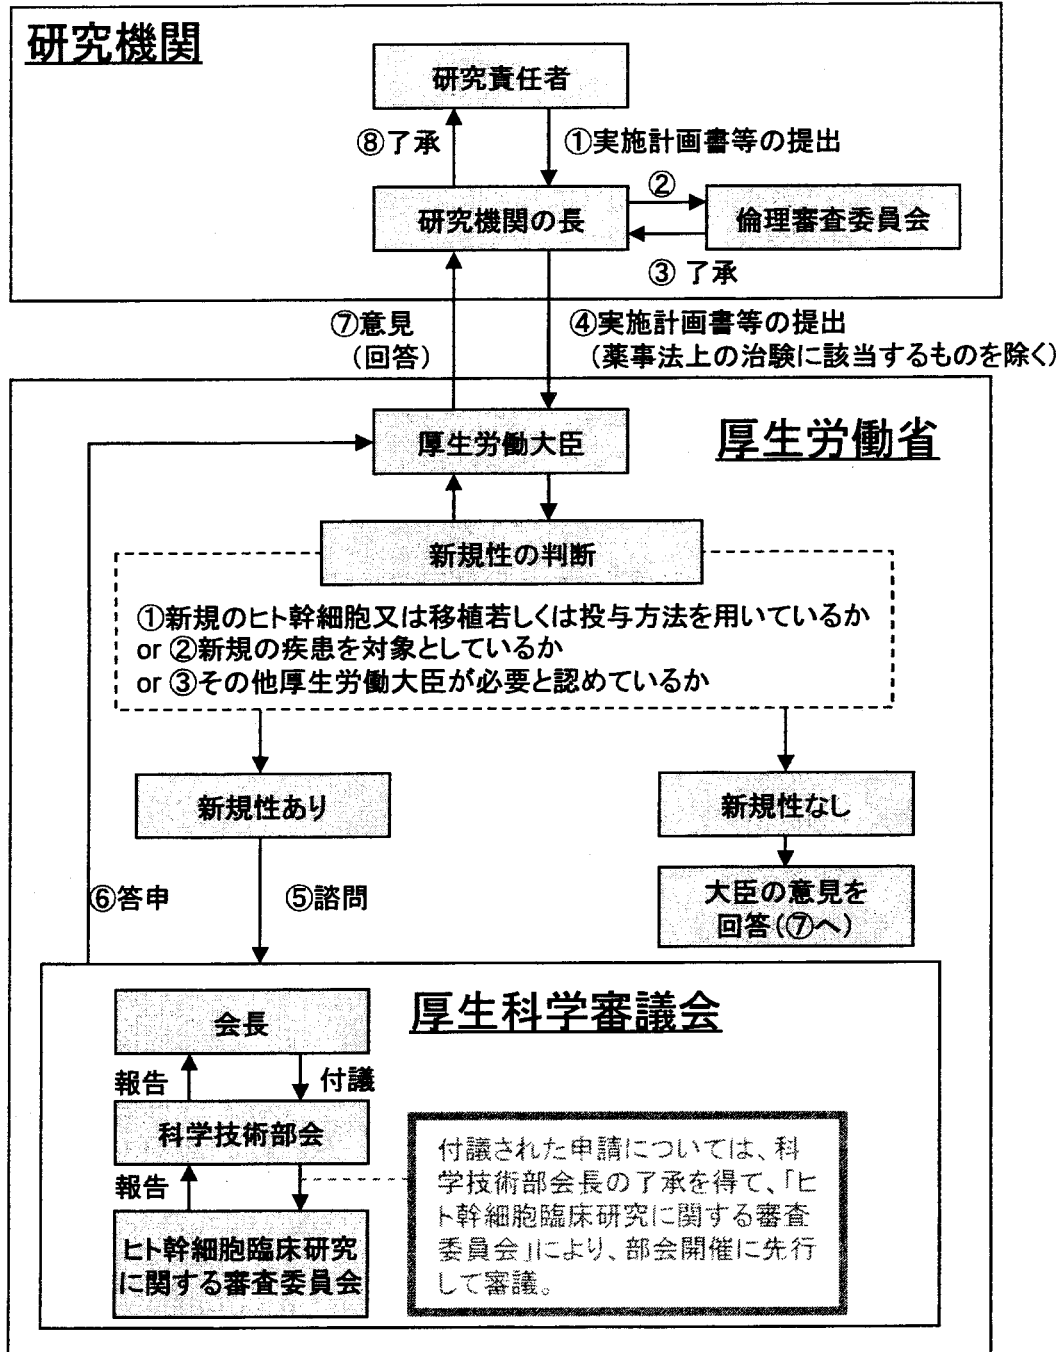 研究機関
研究責任者
⑧了承
①実施計画書等の提出
②
研究機関の長
倫理審査委員会
③ 了承
⑦意見
（回答）
④実施計画書等の提出
（薬事法上の治験に該当するものを除く）
厚生労働大臣
厚生労働省
新規性の判断
①新規のヒト幹細胞又は移植若しくは投与方法を用いているか
or ②新規の疾患を対象としているか
or ③その他厚生労働大臣が必要と認めているか
新規性あり
新規性なし
⑥答申
⑤諮問
大臣の意見を
回答（⑦へ）
厚生科学審議会
会長
報告
付議
科学技術部会
報告
ヒト幹細胞臨床研究
に関する審査委員会
付議された申請については、科
学技術部会長の了承を得て、「ヒ
ト幹細胞臨床研究に関する審査
委員会」により、部会開催に先行
して審議。